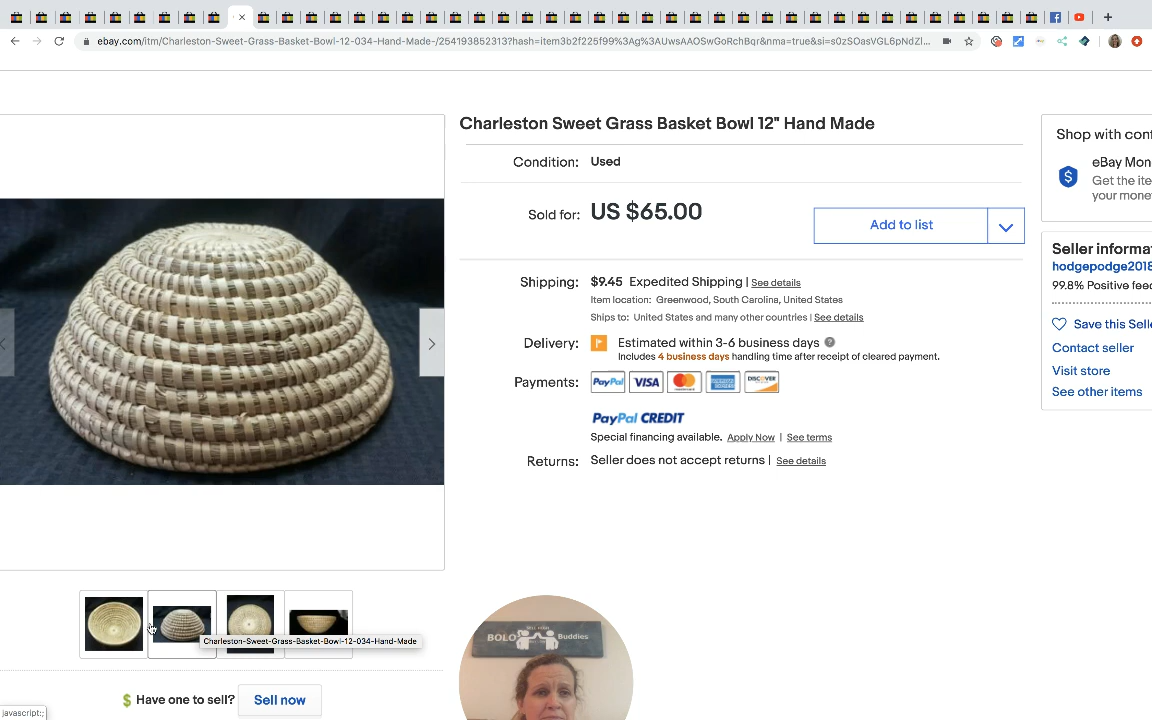 ebay.com/itm/Charleston-Sweet-Grass-Basket-Bowl-12-034-Hand-Made-/254193852313?hash=item3b2f225f99%3Ag%3AUwsAAOSwGoRchBqr&nma=true&si=s0zSOasVGL6pNdZl...
Charleston Sweet Grass Basket Bowl 12" Hand Made
Condition: Used
Sold for: US $65.00
Add to list
Shipping: $9.45 Expedited Shipping | See details
Item location: Greenwood, South Carolina, United States
Ships to: United States and many other countries | See details
Delivery: Estimated within 3-6 business days ?
Includes 4 business days handling time after receipt of cleared payment.
Payments: PayPal VISA MasterCard DISCOVER
PayPal CREDIT
Special financing available. Apply Now | See terms
Returns: Seller does not accept returns | See details
Shop with conf
eBay Mon
Get the ite
your mone
Seller informa
hodgepodge2018
99.8% Positive feed
Save this Selle
Contact seller
Visit store
See other items
Charleston-Sweet-Grass-Basket-Bowl-12-034-Hand-Made
$ Have one to sell? Sell now
BOLO Buddies
javascript:;